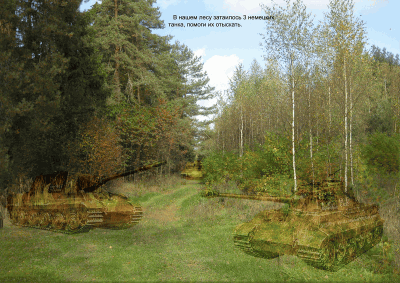 В нашем лесу затаилось 3 немецких
танка, помоги их отыскать.